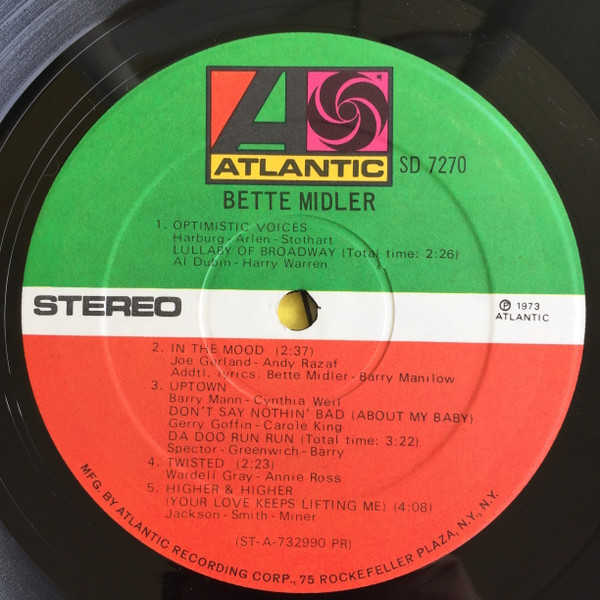 ATLANTIC SD 7270
BETTE MIDLER
1. OPTIMISTIC VOICES
Harburg-Arlen-Stothart
LULLABY OF BROADWAY (Total time: 2:26)
Al Dubin-Harry Warren
STEREO
℗ 1973
ATLANTIC
2. IN THE MOOD (2:37)
Joe Garland-Andy Razaf
Addtl. lyrics: Bette Midler-Barry Manilow
3. UPTOWN
Barry Mann-Cynthia Weil
DON'T SAY NOTHIN' BAD (ABOUT MY BABY)
Gerry Goffin-Carole King
DA DOO RUN RUN (Total time: 3:22)
Spector-Greenwich-Barry
4. TWISTED (2:23)
Wardell Gray-Annie Ross
5. HIGHER & HIGHER
(YOUR LOVE KEEPS LIFTING ME) (4:08)
Jackson-Smith-Miner
(ST-A-732990 PR)
MFG. BY ATLANTIC RECORDING CORP., 75 ROCKEFELLER PLAZA, N.Y., N.Y.